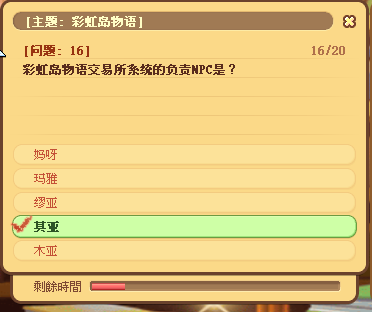 [主题: 彩虹岛物语]
[问题: 16] 16/20
彩虹岛物语交易所系统的负责NPC是？
妈呀
玛雅
缪亚
其亚
木亚
剩餘時間